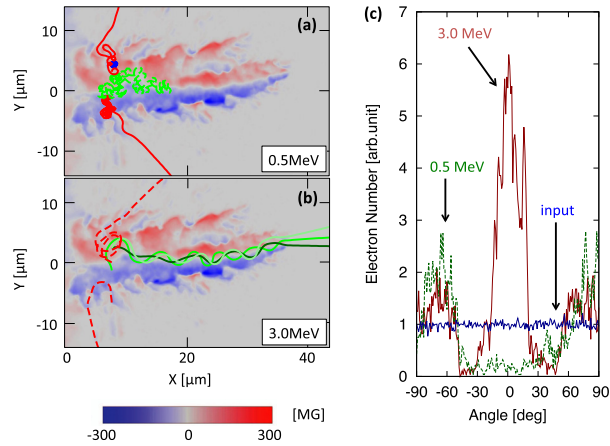 (a)
10
0
-10
Y [µm]
0.5MeV
(b)
10
0
-10
Y [µm]
3.0MeV
0 20 40
X [µm]
[MG]
-300 0 300
(c)
7
6
5
4
3
2
1
0
Electron Number [arb.unit]
3.0 MeV
0.5 MeV
input
-90 -60 -30 0 30 60 90
Angle [deg]